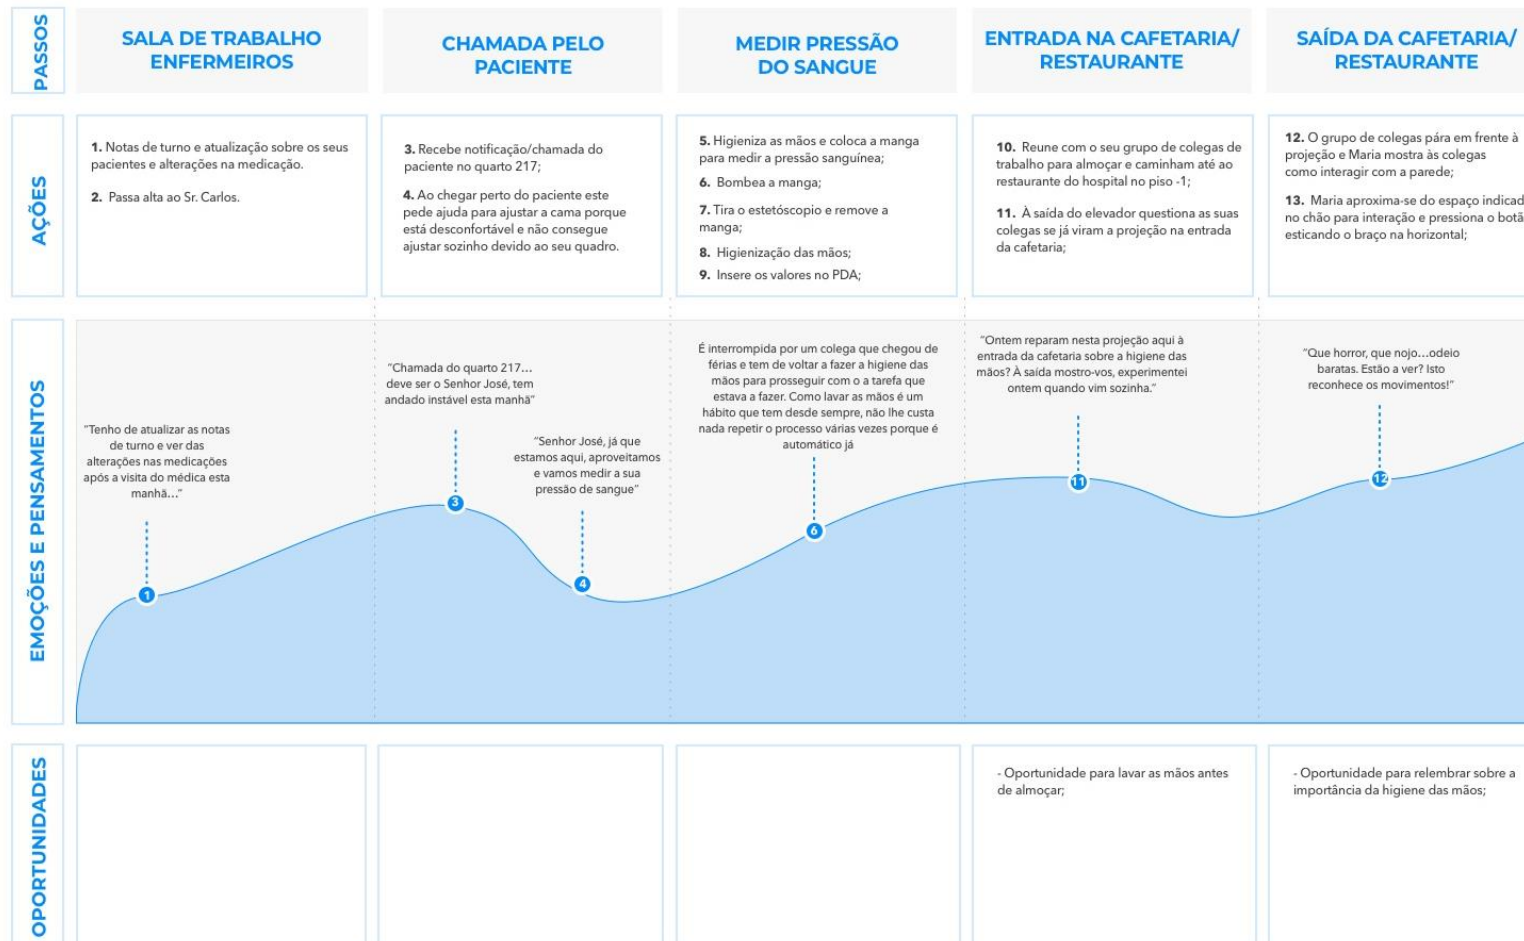 PASSOS
SALA DE TRABALHO
ENFERMEIROS
CHAMADA PELO
PACIENTE
MEDIR PRESSÃO
DO SANGUE
ENTRADA NA CAFETARIA/
RESTAURANTE
SAÍDA DA CAFETARIA/
RESTAURANTE
AÇÕES
1. Notas de turno e atualização sobre os seus
pacientes e alterações na medicação.
2. Passa alta ao Sr. Carlos.
3. Recebe notificação/chamada do
paciente no quarto 217;
4. Ao chegar perto do paciente este
pede ajuda para ajustar a cama porque
está desconfortável e não consegue
ajustar sozinho devido ao seu quadro.
5. Higieniza as mãos e coloca a manga
para medir a pressão sanguínea;
6. Bombea a manga;
7. Tira o estetóscopio e remove a
manga;
8. Higienização das mãos;
9. Insere os valores no PDA;
10. Reune com o seu grupo de colegas de
trabalho para almoçar e caminham até ao
restaurante do hospital no piso -1;
11. À saída do elevador questiona as suas
colegas se já viram a projeção na entrada
da cafetaria;
12. O grupo de colegas pára em frente à
projeção e Maria mostra às colegas
como interagir com a parede;
13. Maria aproxima-se do espaço indicad
no chão para interação e pressiona o botã
esticando o braço na horizontal;
EMOÇÕES E PENSAMENTOS
"Tenho de atualizar as notas
de turno e ver das
alterações nas medicações
após a visita do médica esta
manhã..."
1
"Chamada do quarto 217...
deve ser o Senhor José, tem
andado instável esta manhã"
3
"Senhor José, já que
estamos aqui, aproveitamos
e vamos medir a sua
pressão de sangue"
4
É interrompida por um colega que chegou de
férias e tem de voltar a fazer a higiene das
mãos para prosseguir com o a tarefa que
estava a fazer. Como lavar as mãos é um
hábito que tem desde sempre, não lhe custa
nada repetir o processo várias vezes porque é
automático já
6
"Ontem reparam nesta projeção aqui à
entrada da cafetaria sobre a higiene das
mãos? À saída mostro-vos, experimentei
ontem quando vim sozinha."
11
"Que horror, que nojo...odeio
baratas. Estão a ver? Isto
reconhece os movimentos!"
12
OPORTUNIDADES
- Oportunidade para lavar as mãos antes
de almoçar;
- Oportunidade para relembrar sobre a
importância da higiene das mãos;